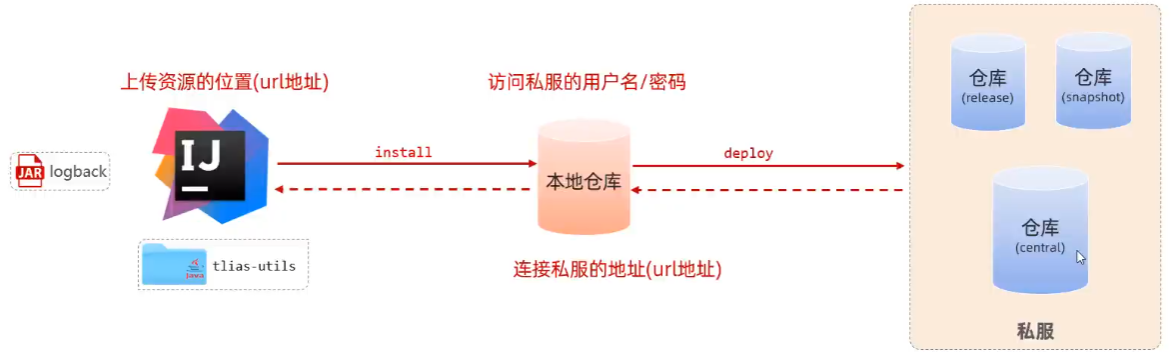 上传资源的位置(url地址)
访问私服的用户名/密码
仓库
(release)
仓库
(snapshot)
JAR
logback
IJ
install
本地仓库
deploy
仓库
(central)
Java
tlias-utils
连接私服的地址(url地址)
私服